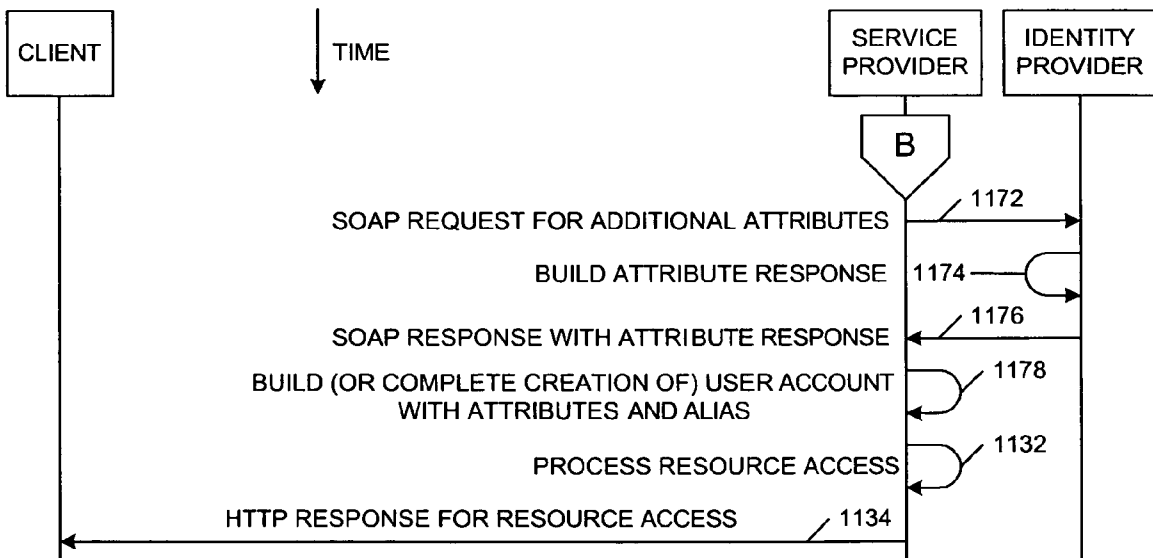 CLIENT
TIME
SERVICE
PROVIDER
IDENTITY
PROVIDER
B
SOAP REQUEST FOR ADDITIONAL ATTRIBUTES
1172
BUILD ATTRIBUTE RESPONSE
1174
SOAP RESPONSE WITH ATTRIBUTE RESPONSE
1176
BUILD (OR COMPLETE CREATION OF) USER ACCOUNT
WITH ATTRIBUTES AND ALIAS
1178
PROCESS RESOURCE ACCESS
1132
HTTP RESPONSE FOR RESOURCE ACCESS
1134